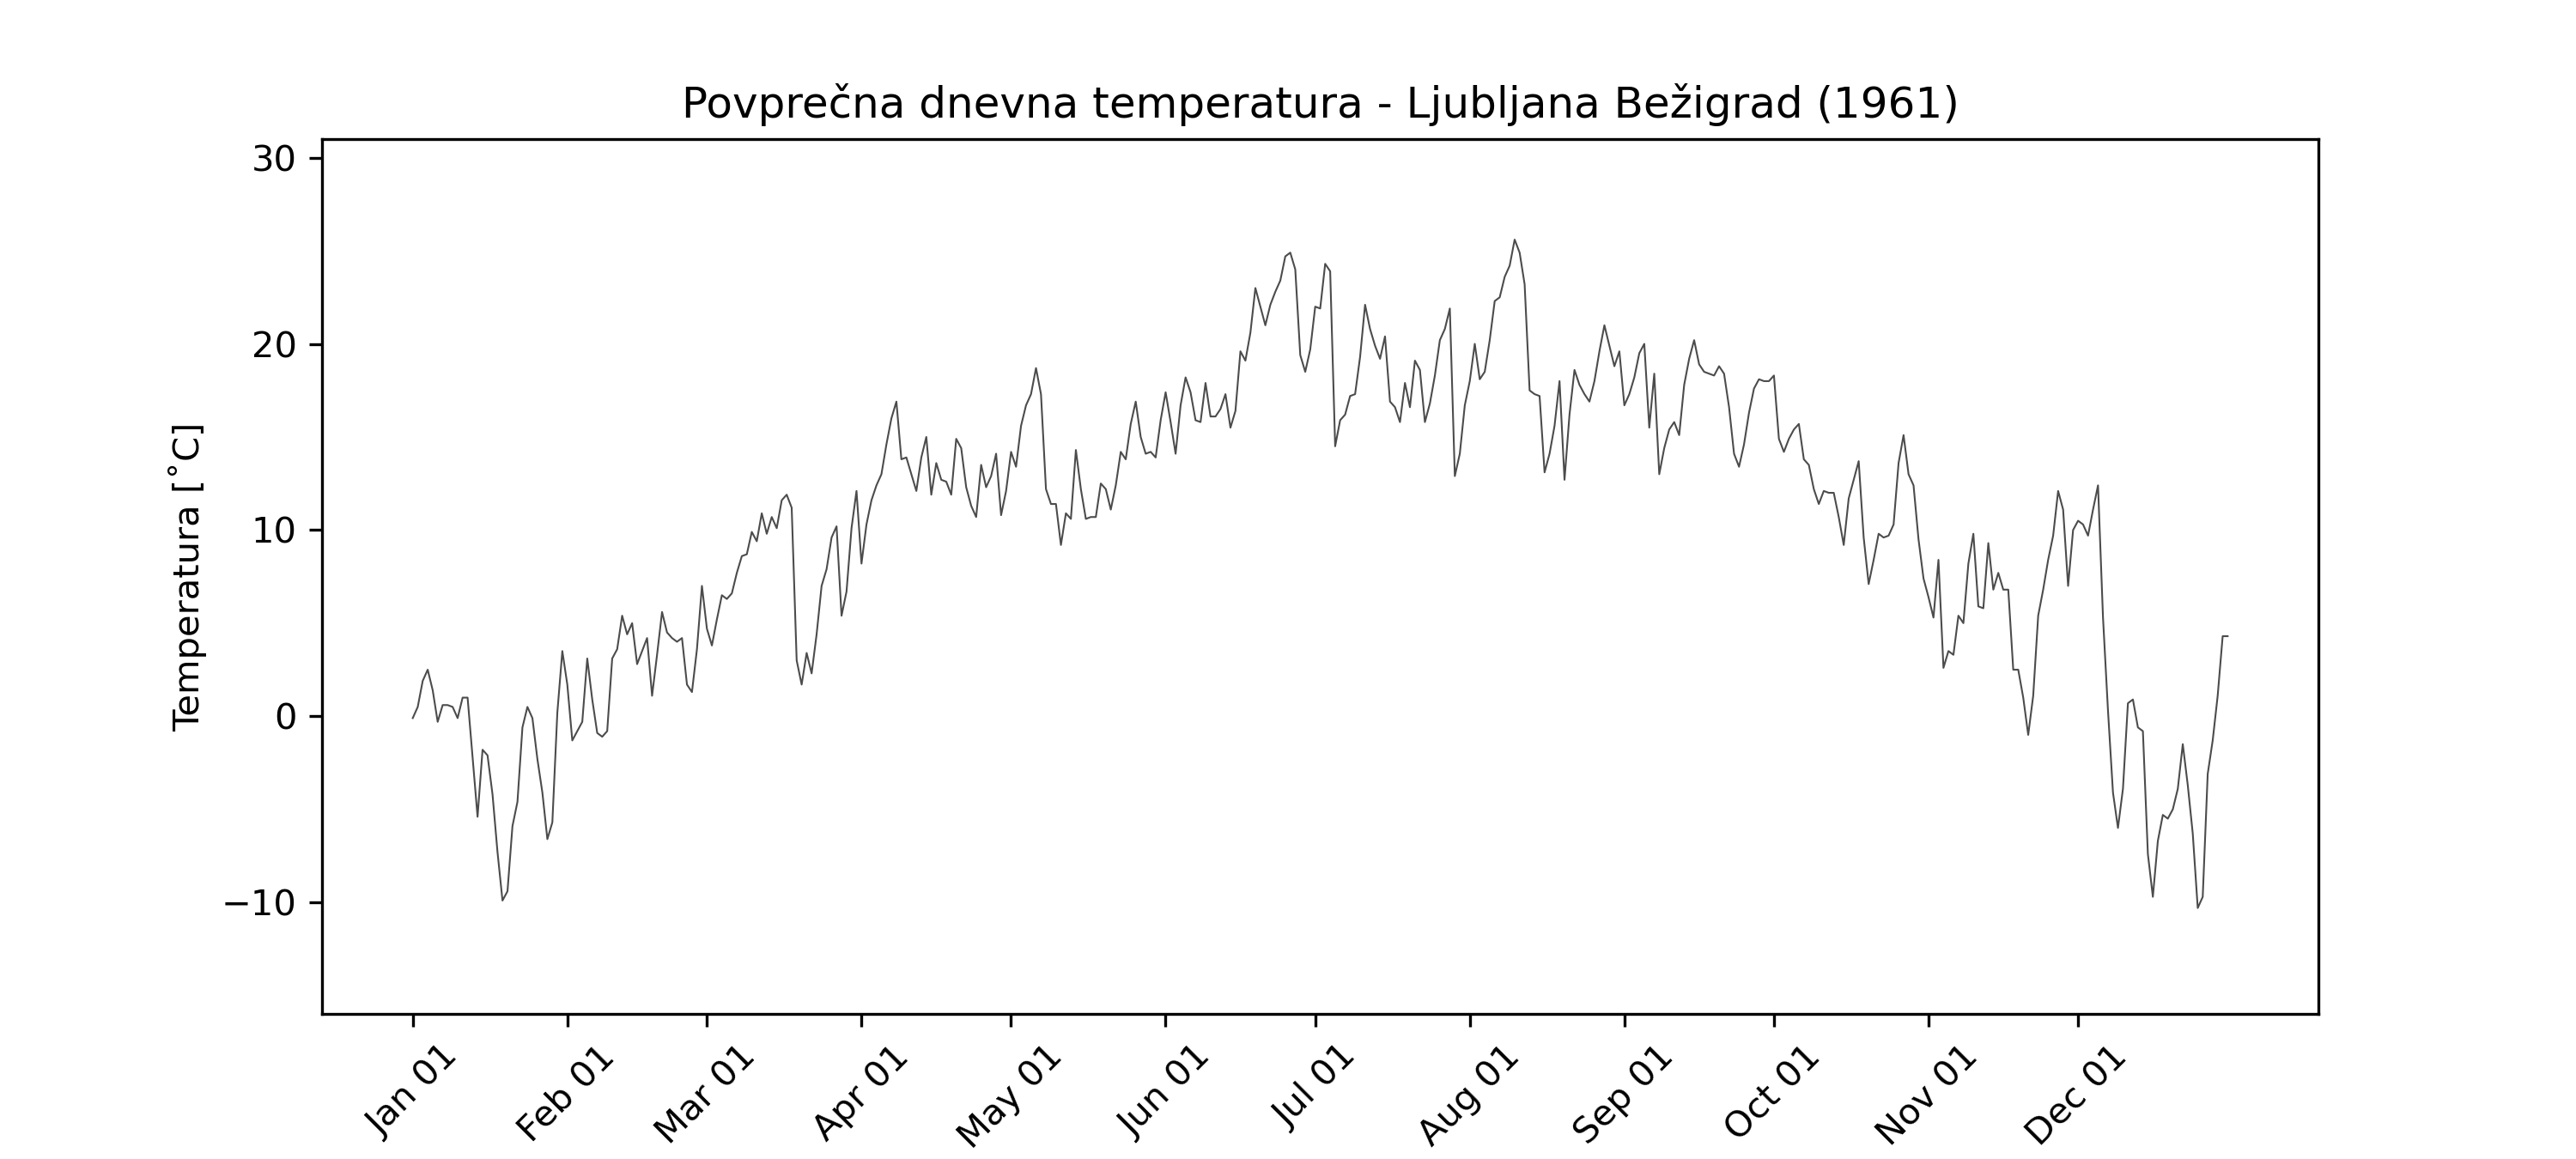 Povprečna dnevna temperatura - Ljubljana Bežigrad (1961)
Temperatura [˚C]
30
20
10
0
−10
Jan 01
Feb 01
Mar 01
Apr 01
May 01
Jun 01
Jul 01
Aug 01
Sep 01
Oct 01
Nov 01
Dec 01